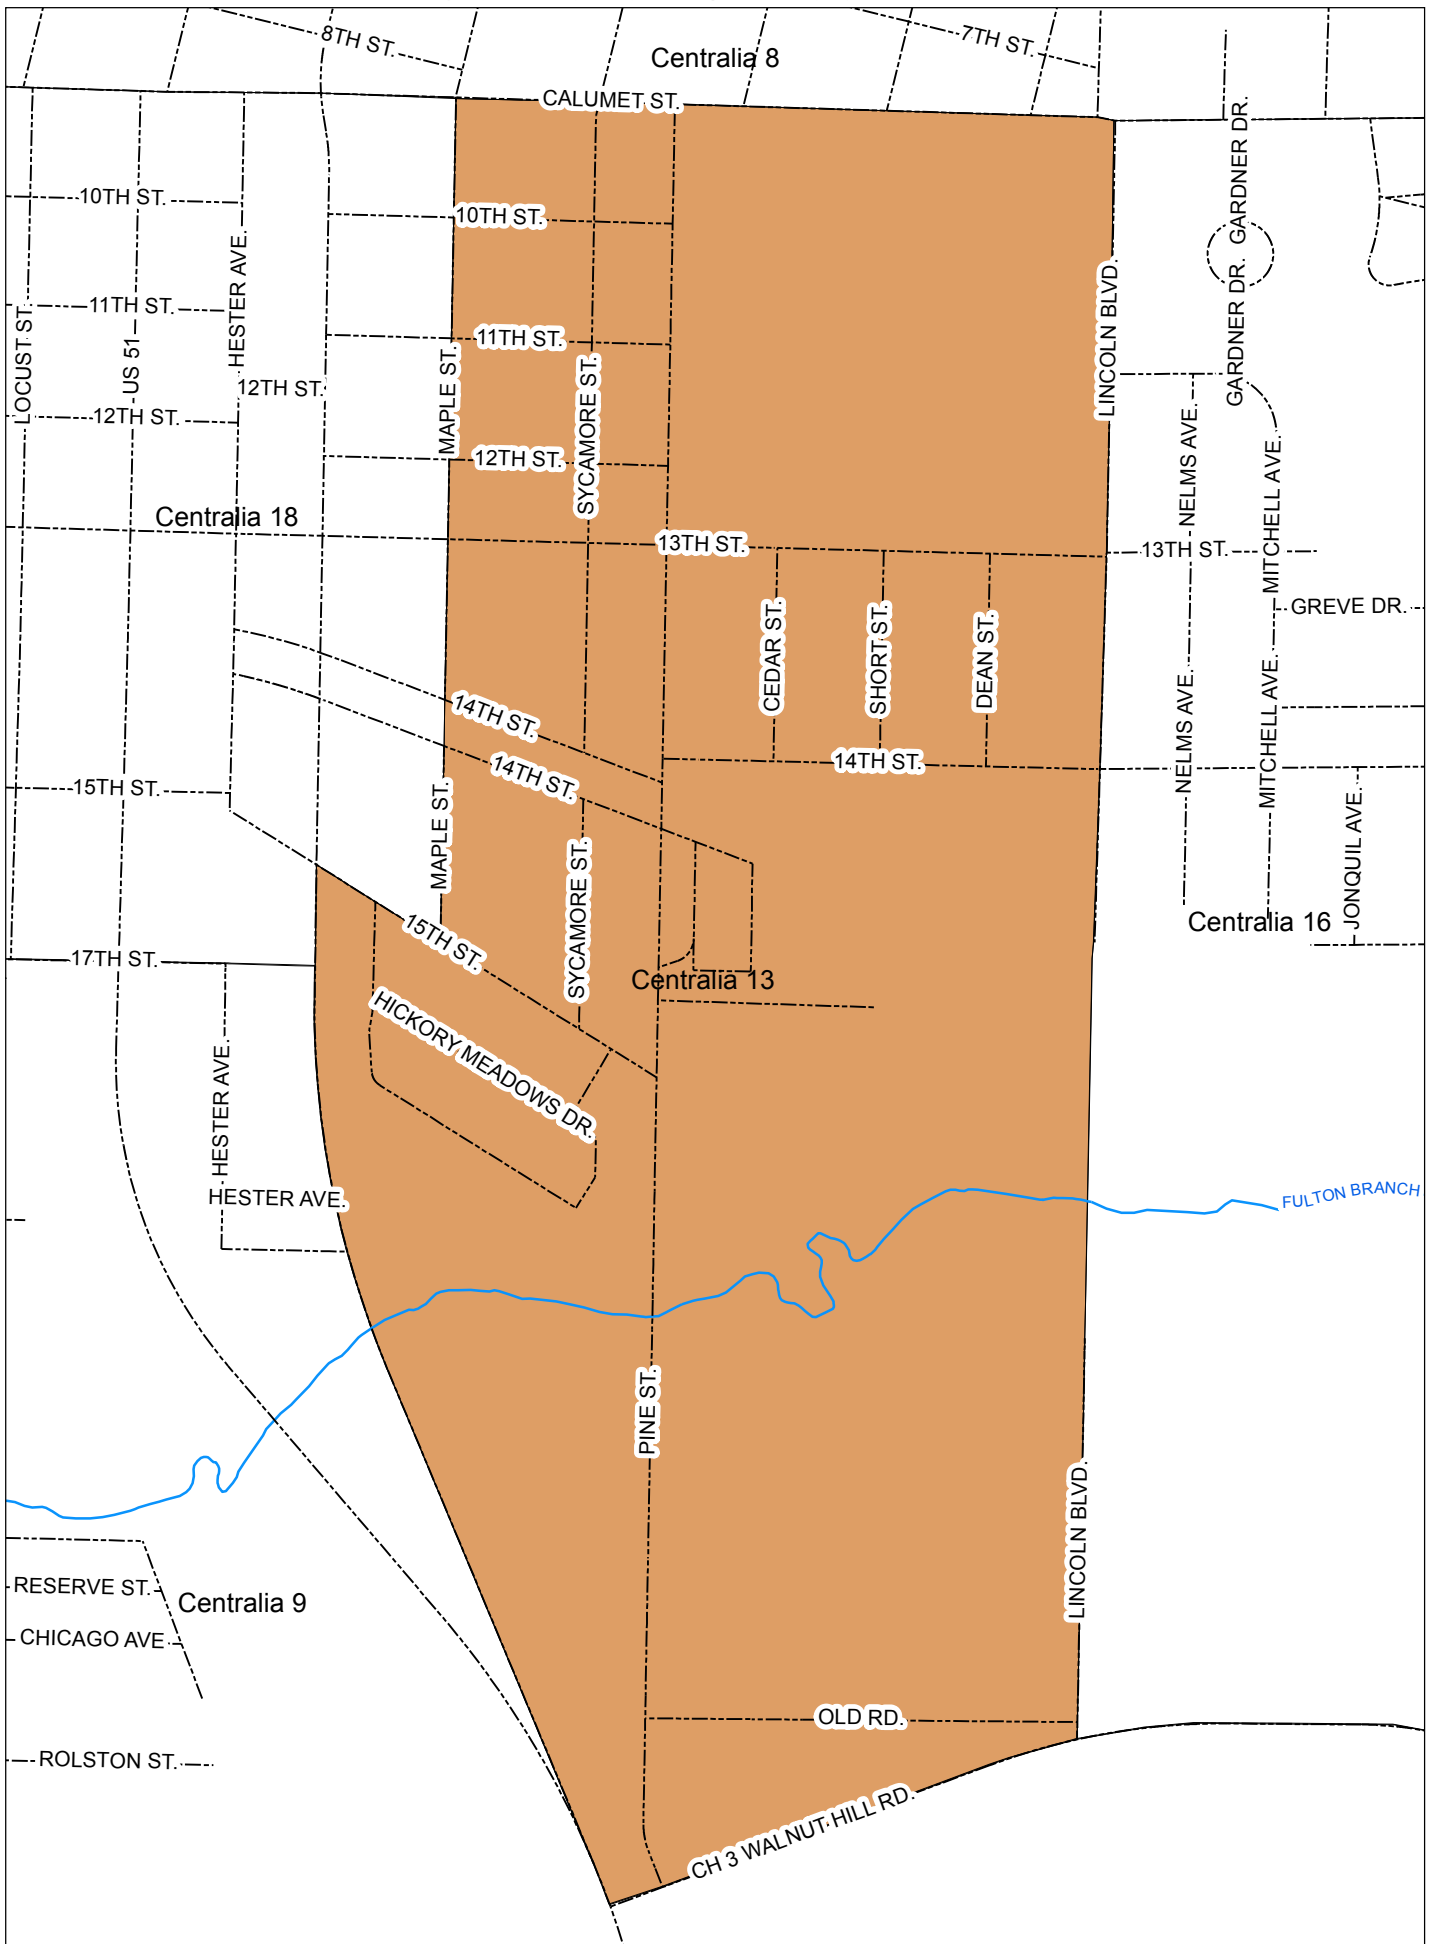 8TH ST.
7TH ST.
Centralia 8
CALUMET ST.
GARDNER DR.
10TH ST.
10TH ST.
HESTER AVE.
LINCOLN BLVD.
GARDNER DR.
11TH ST.
11TH ST.
LOCUST ST.
US 51
MAPLE ST.
SYCAMORE ST.
12TH ST.
12TH ST.
12TH ST.
NELMS AVE.
MITCHELL AVE.
Centralia 18
13TH ST.
13TH ST.
GREVE DR.
CEDAR ST.
SHORT ST.
DEAN ST.
14TH ST.
NELMS AVE.
MITCHELL AVE.
14TH ST.
14TH ST.
15TH ST.
MAPLE ST.
JONQUIL AVE.
SYCAMORE ST.
Centralia 16
15TH ST.
17TH ST.
Centralia 13
HICKORY MEADOWS DR.
HESTER AVE.
HESTER AVE.
FULTON BRANCH
PINE ST.
LINCOLN BLVD.
RESERVE ST.
Centralia 9
CHICAGO AVE
OLD RD.
ROLSTON ST.
CH 3 WALNUT HILL RD.